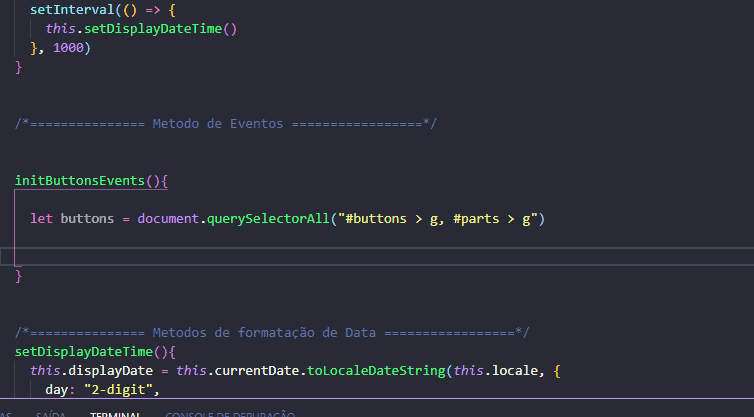 setInterval(() => {
this.setDisplayDateTime()
}, 1000)
}
/*=============== Metodo de Eventos =================*/
initButtonsEvents(){
let buttons = document.querySelectorAll("#buttons > g, #parts > g")
}
/*=============== Metodos de formatação de Data =================*/
setDisplayDateTime(){
this.displayDate = this.currentDate.toLocaleDateString(this.locale, {
day: "2-digit",
SAÍDA TERMINAL CONSOLE DE DEPURAÇÃO